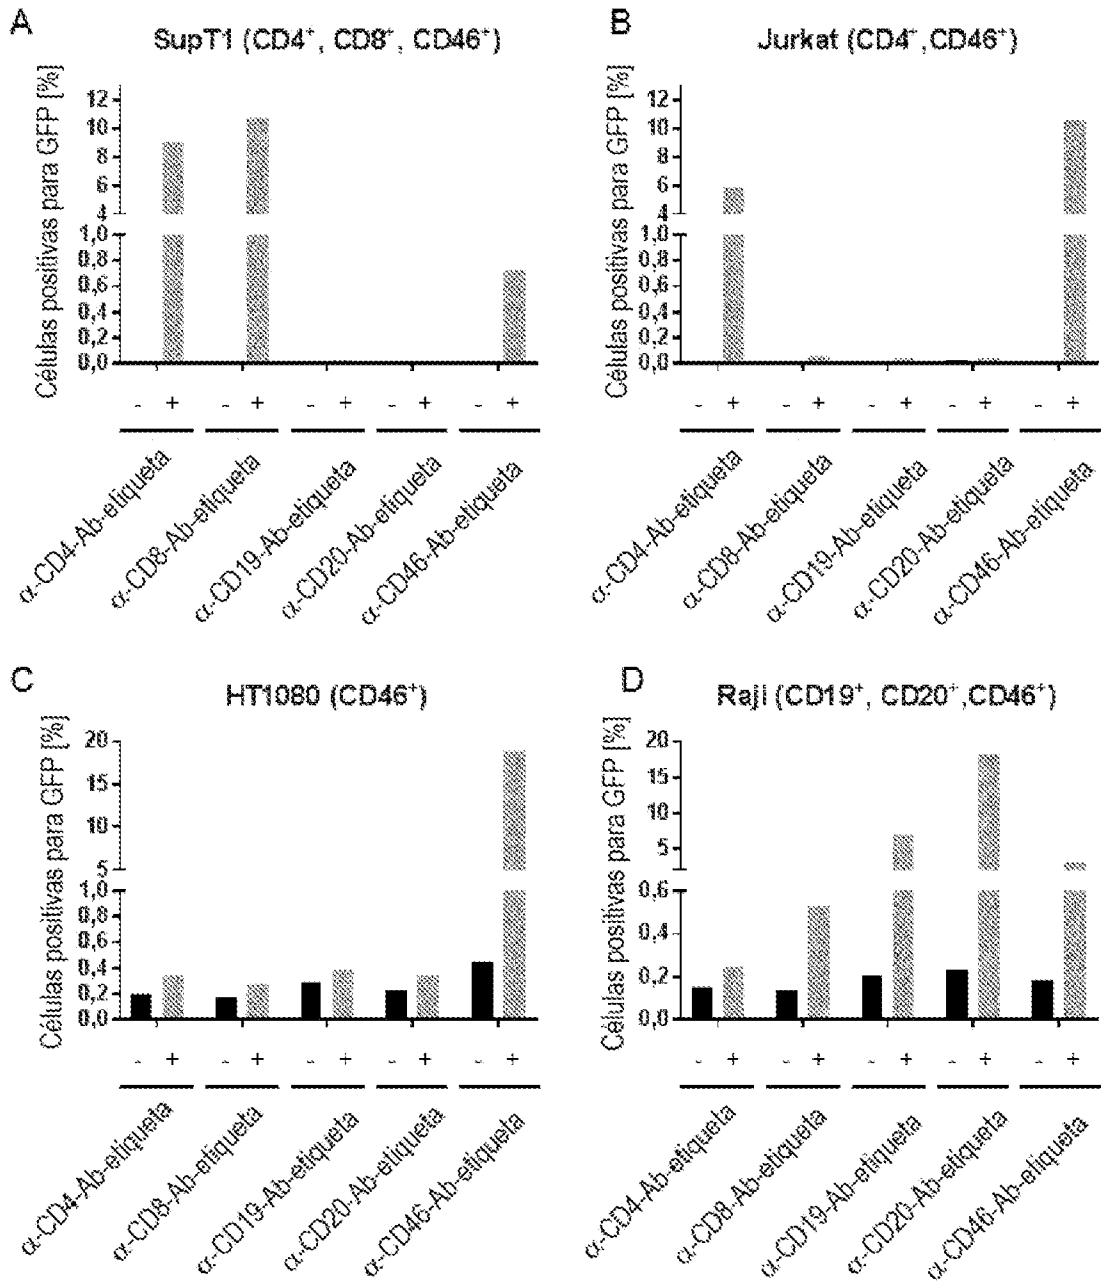 A
SupT1 (CD4⁺, CD8⁺, CD46⁺)
Células positivas para GFP [%]
12
10
8
6
4
1,0
0,8
0,6
0,4
0,2
0,0
- + - + - + - + - +
α-CD4-Ab-etiqueta
α-CD8-Ab-etiqueta
α-CD19-Ab-etiqueta
α-CD20-Ab-etiqueta
α-CD46-Ab-etiqueta
B
Jurkat (CD4⁺,CD46⁺)
Células positivas para GFP [%]
12
10
8
6
4
1,0
0,8
0,6
0,4
0,2
0,0
- + - + - + - + - +
α-CD4-Ab-etiqueta
α-CD8-Ab-etiqueta
α-CD19-Ab-etiqueta
α-CD20-Ab-etiqueta
α-CD46-Ab-etiqueta
C
HT1080 (CD46⁺)
Células positivas para GFP [%]
20
15
10
5
1,0
0,8
0,6
0,4
0,2
0,0
- + - + - + - + - +
α-CD4-Ab-etiqueta
α-CD8-Ab-etiqueta
α-CD19-Ab-etiqueta
α-CD20-Ab-etiqueta
α-CD46-Ab-etiqueta
D
Raji (CD19⁺, CD20⁺,CD46⁺)
Células positivas para GFP [%]
20
15
10
5
0,6
0,4
0,2
0,0
- + - + - + - + - +
α-CD4-Ab-etiqueta
α-CD8-Ab-etiqueta
α-CD19-Ab-etiqueta
α-CD20-Ab-etiqueta
α-CD46-Ab-etiqueta